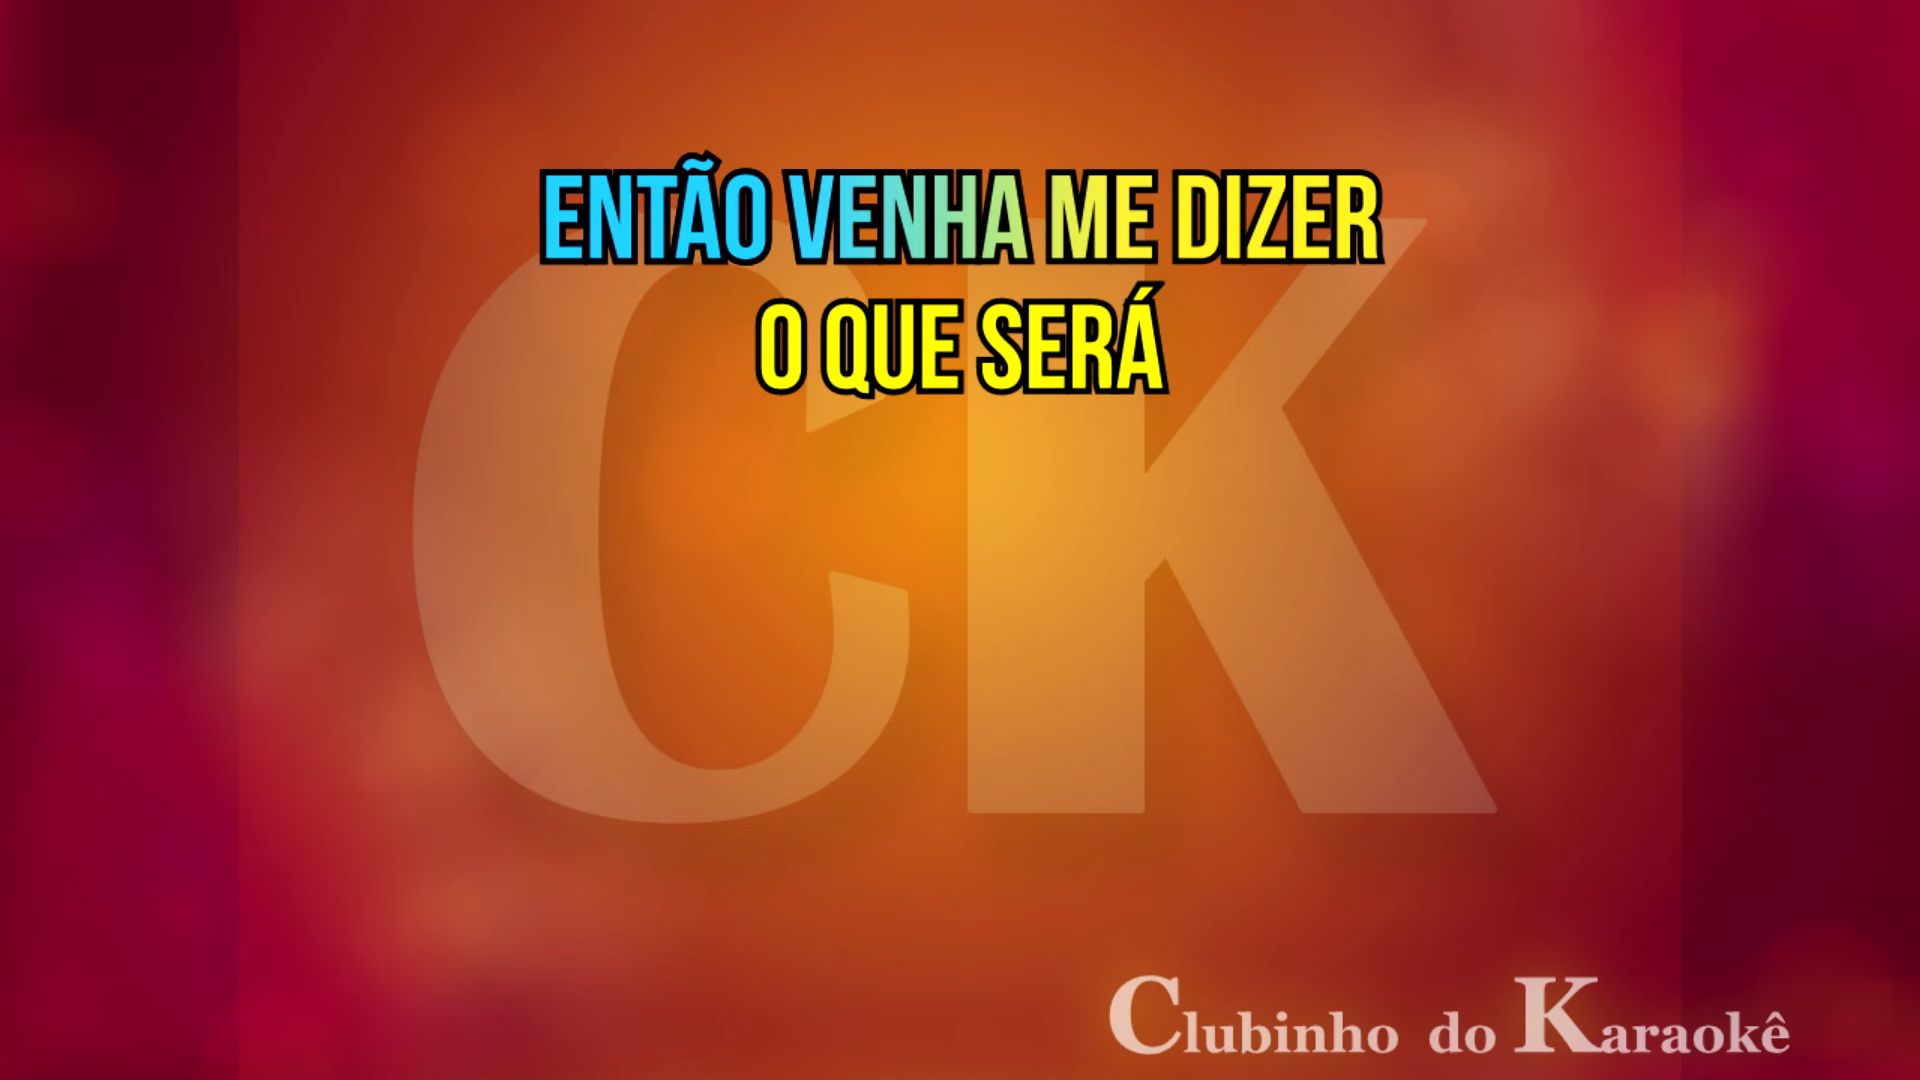 ENTÃO VENHA ME DIZER
O QUE SERÁ
CK
Clubinho do Karaokê